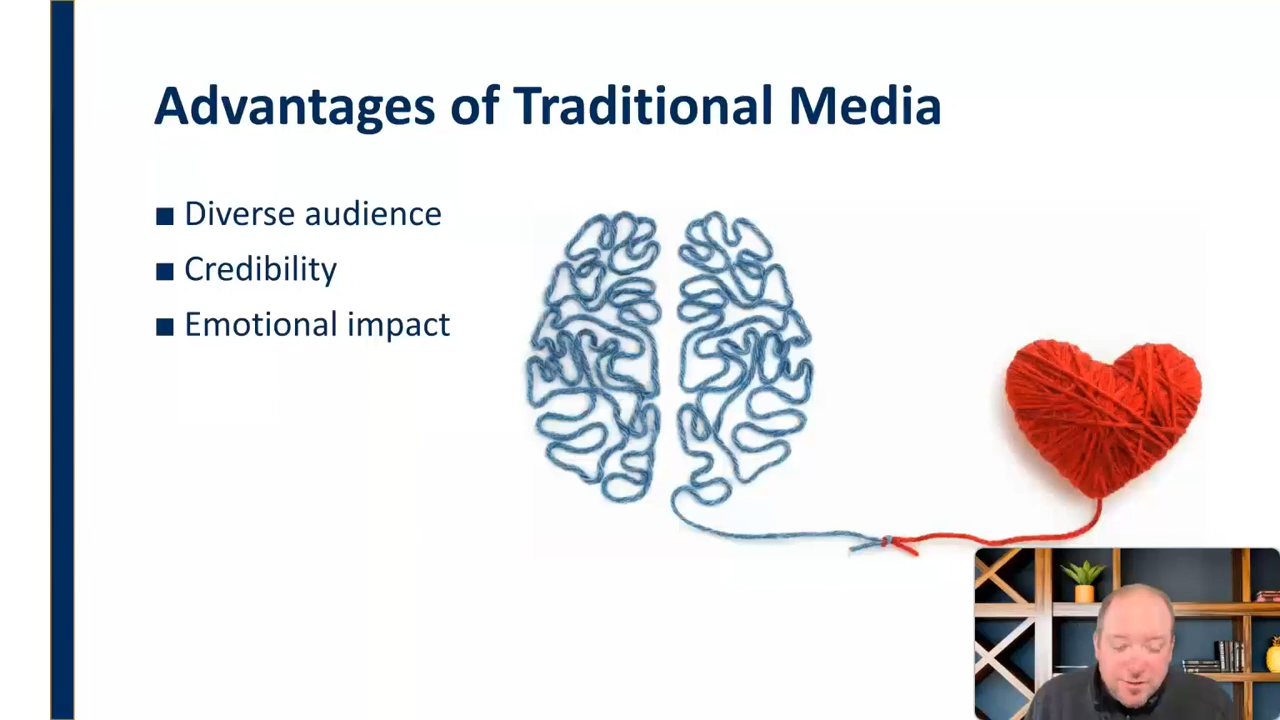 Advantages of Traditional Media
■ Diverse audience
■ Credibility
■ Emotional impact